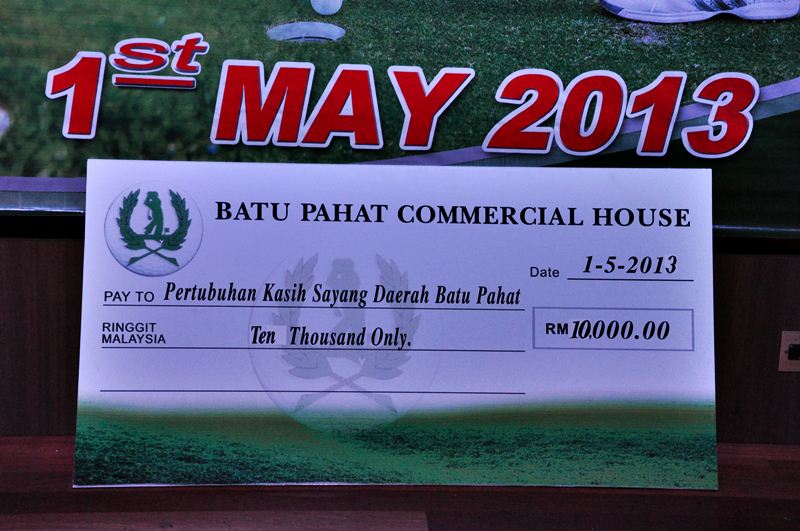 1st MAY 2013
BATU PAHAT COMMERCIAL HOUSE
Date 1-5-2013
PAY TO Pertubuhan Kasih Sayang Daerah Batu Pahat
RINGGIT
MALAYSIA
Ten Thousand Only.
RM 10,000.00